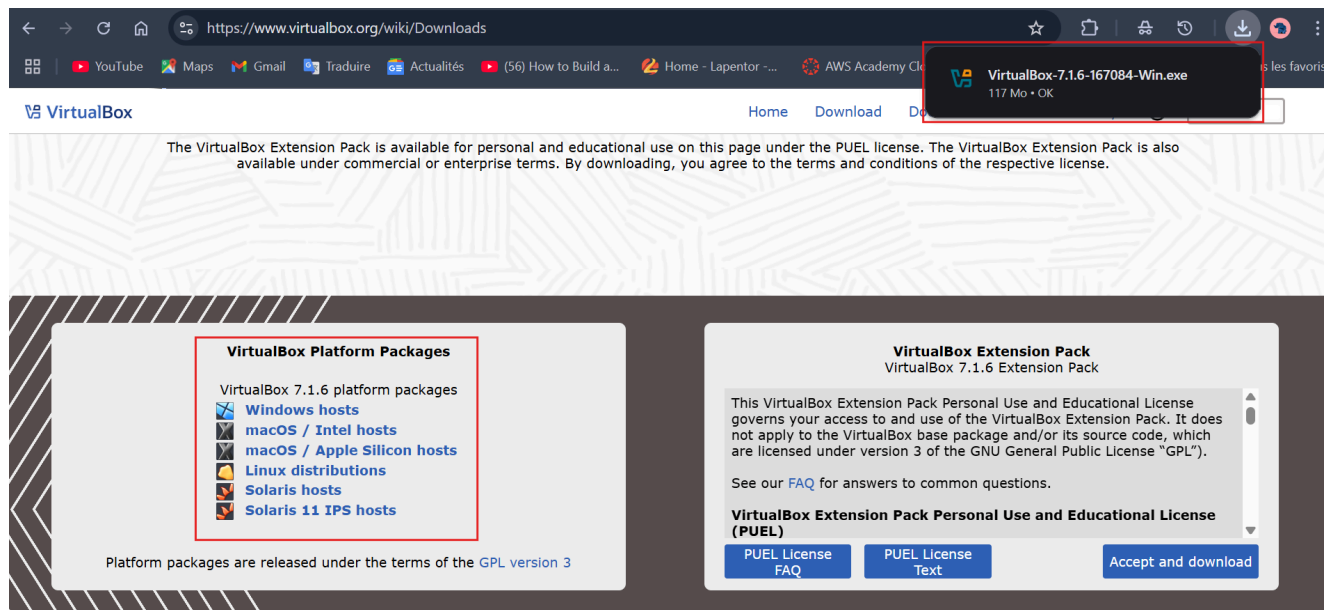 https://www.virtualbox.org/wiki/Downloads
YouTube Maps Gmail Traduire Actualités (56) How to Build a... Home - Lapentor -... AWS Academy les favoris
VirtualBox-7.1.6-167084-Win.exe
117 Mo • OK
VirtualBox
Home Download
The VirtualBox Extension Pack is available for personal and educational use on this page under the PUEL license. The VirtualBox Extension Pack is also
available under commercial or enterprise terms. By downloading, you agree to the terms and conditions of the respective license.
VirtualBox Platform Packages
VirtualBox 7.1.6 platform packages
Windows hosts
macOS / Intel hosts
macOS / Apple Silicon hosts
Linux distributions
Solaris hosts
Solaris 11 IPS hosts
Platform packages are released under the terms of the GPL version 3
VirtualBox Extension Pack
VirtualBox 7.1.6 Extension Pack
This VirtualBox Extension Pack Personal Use and Educational License
governs your access to and use of the VirtualBox Extension Pack. It does
not apply to the VirtualBox base package and/or its source code, which
are licensed under version 3 of the GNU General Public License “GPL”).
See our FAQ for answers to common questions.
VirtualBox Extension Pack Personal Use and Educational License
(PUEL)
PUEL License
FAQ
PUEL License
Text
Accept and download